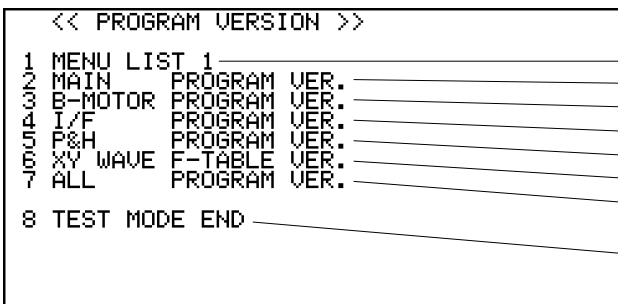 << PROGRAM VERSION >>
1 MENU LIST 1
2 MAIN PROGRAM VER.
3 B-MOTOR PROGRAM VER.
4 I/F PROGRAM VER.
5 P&H PROGRAM VER.
6 XY WAVE F-TABLE VER.
7 ALL PROGRAM VER.
8 TEST MODE END